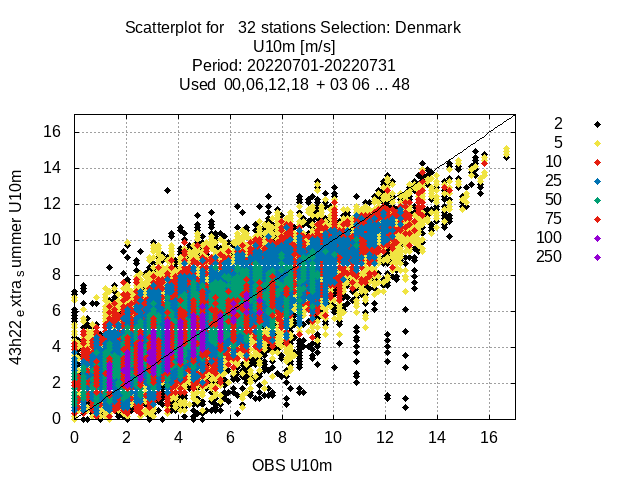 Scatterplot for 32 stations Selection: Denmark
U10m [m/s]
Period: 20220701-20220731
Used 00,06,12,18 + 03 06 ... 48
16
14
12
10
8
6
4
2
0
43h22 e xtra s ummer U10m
0 2 4 6 8 10 12 14 16
OBS U10m
2
5
10
25
50
75
100
250